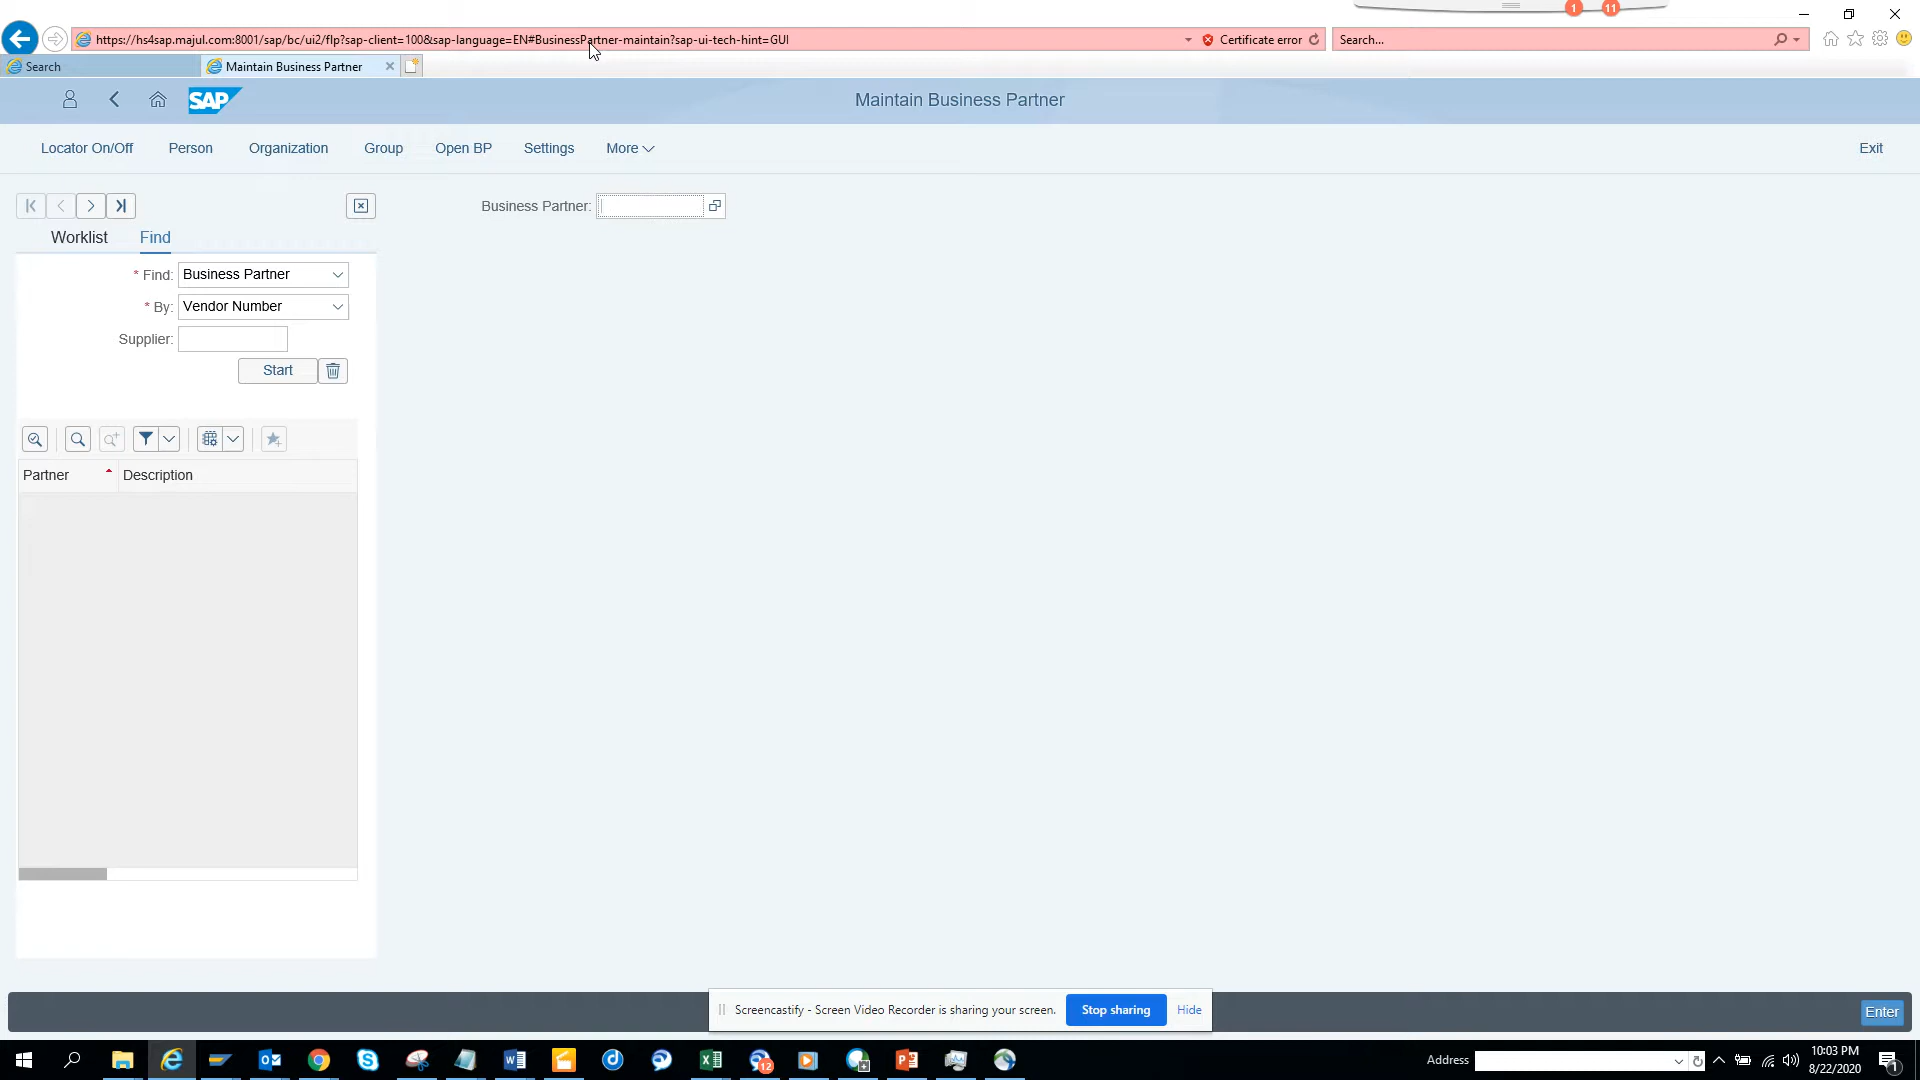 1 11
https://hs4sap.majul.com:8001/sap/bc/ui2/flp?sap-client=100&sap-language=EN#BusinessPartner-maintain?sap-ui-tech-hint=GUI Certificate error Search...
Search Maintain Business Partner
SAP Maintain Business Partner
Locator On/Off Person Organization Group Open BP Settings More Exit
Business Partner:
Worklist Find
* Find: Business Partner
* By: Vendor Number
Supplier:
Start
Partner Description
Screencastify - Screen Video Recorder is sharing your screen. Stop sharing Hide
Enter
12
Address
10:03 PM
8/22/2020
1